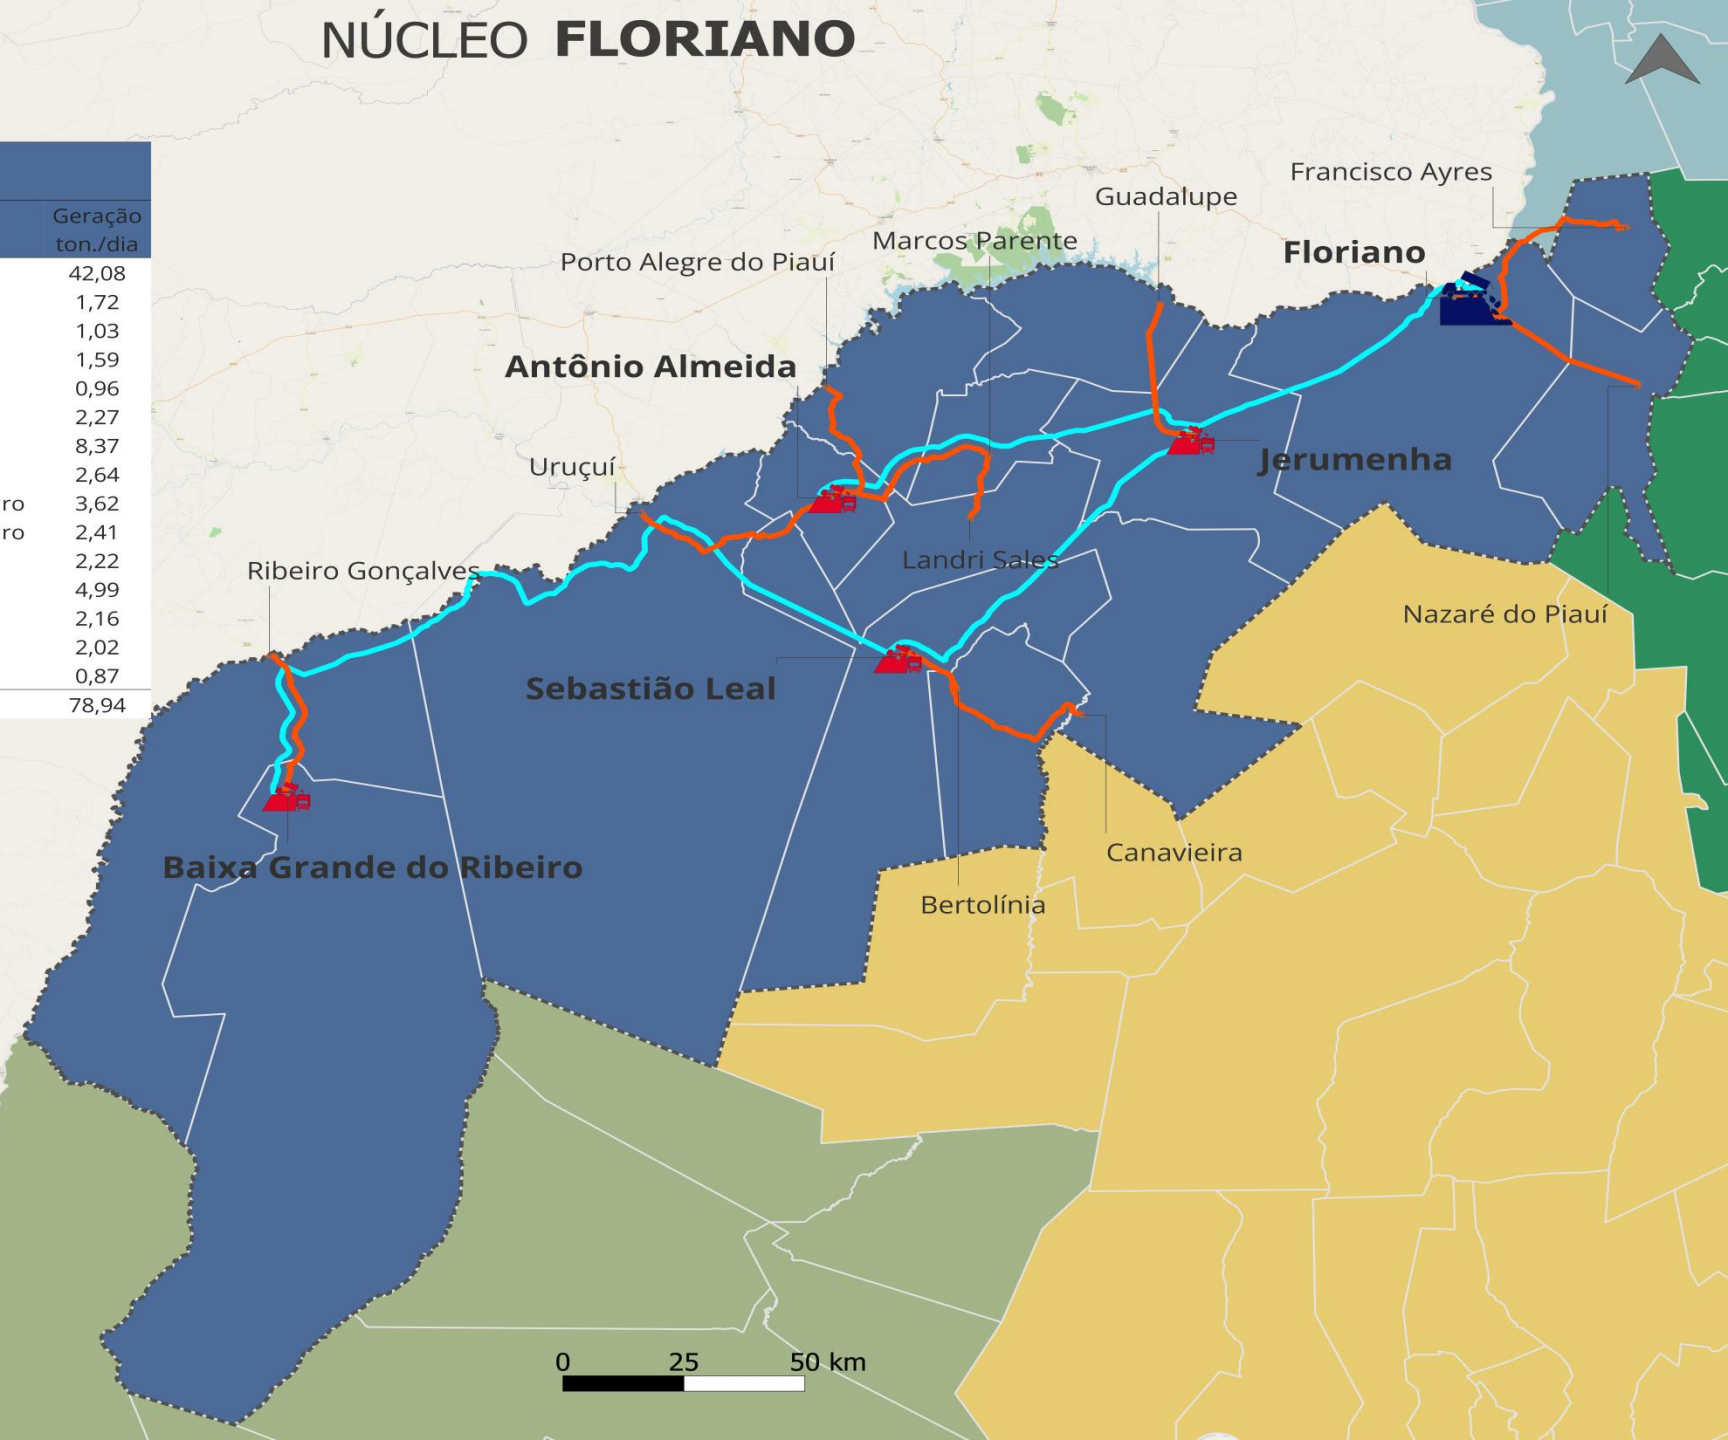 NÚCLEO FLORIANO
Geração
ton./dia
42,08
1,72
1,03
1,59
0,96
2,27
8,37
2,64
ro 3,62
ro 2,41
2,22
4,99
2,16
2,02
0,87
78,94
Francisco Ayres
Guadalupe
Marcos Parente
Floriano
Porto Alegre do Piauí
Antônio Almeida
Jerumenha
Uruçuí
Landri Sales
Ribeiro Gonçalves
Nazaré do Piauí
Sebastião Leal
Canavieira
Baixa Grande do Ribeiro
Bertolínia
0 25 50 km